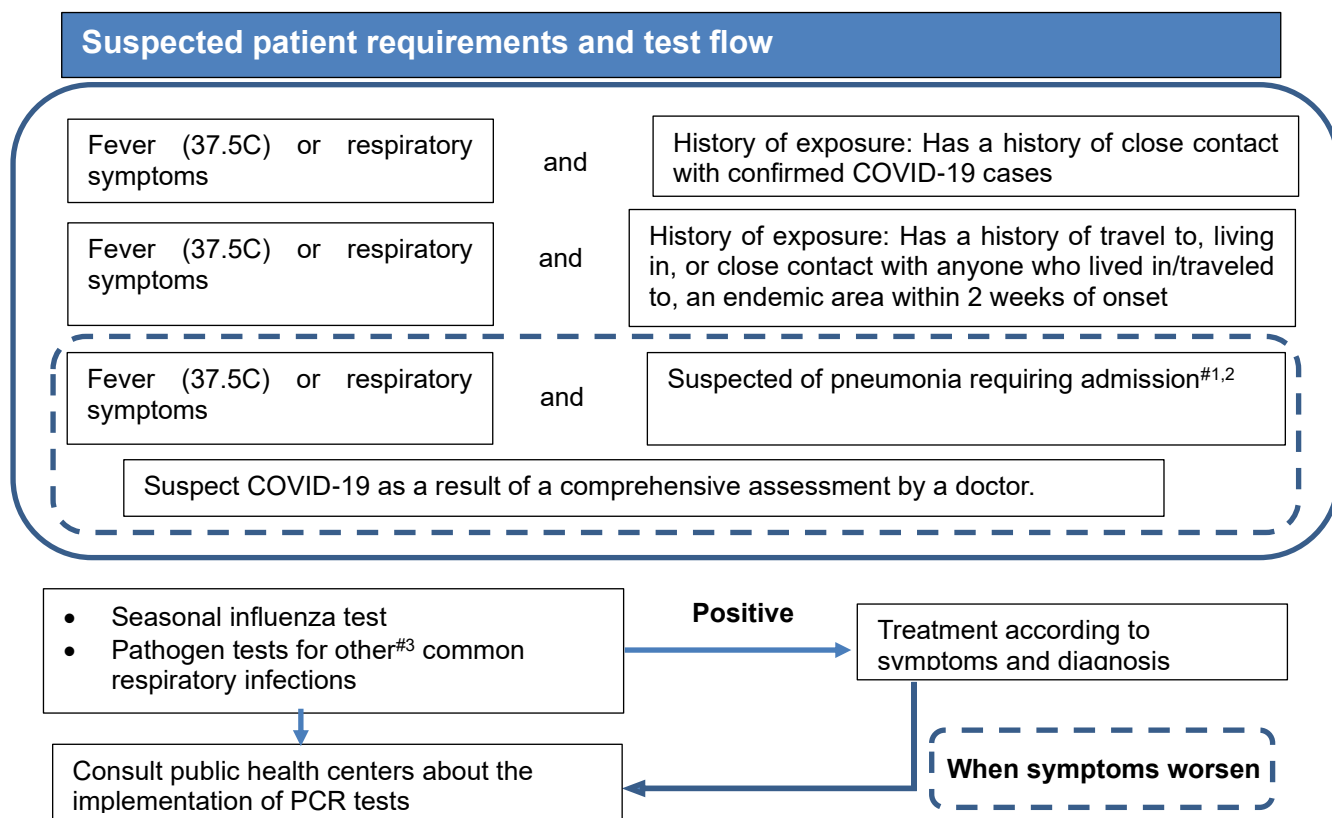 Suspected patient requirements and test flow
Fever (37.5C) or respiratory
symptoms
and
History of exposure: Has a history of close contact
with confirmed COVID-19 cases
Fever (37.5C) or respiratory
symptoms
and
History of exposure: Has a history of travel to, living
in, or close contact with anyone who lived in/traveled
to, an endemic area within 2 weeks of onset
Fever (37.5C) or respiratory
symptoms
and
Suspected of pneumonia requiring admission#1,2
Suspect COVID-19 as a result of a comprehensive assessment by a doctor.
• Seasonal influenza test
• Pathogen tests for other#3 common
respiratory infections
Positive
Treatment according to
symptoms and diagnosis
When symptoms worsen
Consult public health centers about the
implementation of PCR tests